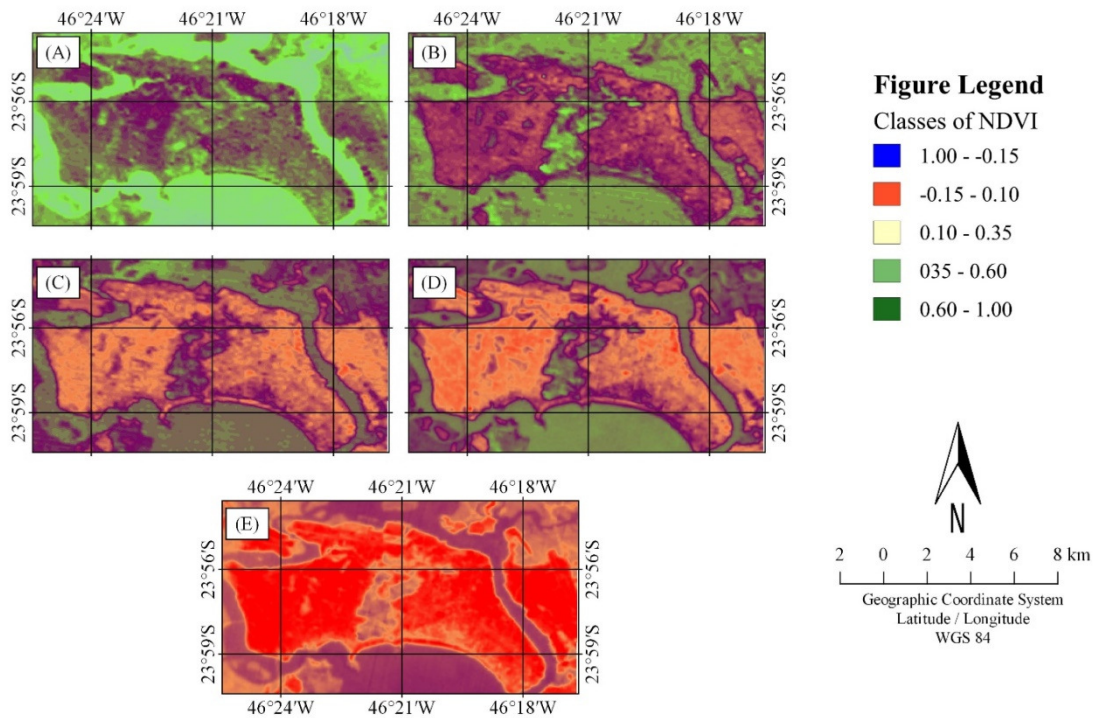 46°24'W 46°21'W 46°18'W 46°24'W 46°21'W 46°18'W
(A) (B)
23°56'S 23°56'S
23°59'S 23°59'S
Figure Legend
Classes of NDVI
1.00 - -0.15
-0.15 - 0.10
0.10 - 0.35
035 - 0.60
0.60 - 1.00
(C) (D)
23°56'S 23°56'S
23°59'S 23°59'S
46°24'W 46°21'W 46°18'W
(E)
23°56'S 23°56'S
23°59'S 23°59'S
46°24'W 46°21'W 46°18'W
N
2 0 2 4 6 8 km
Geographic Coordinate System
Latitude / Longitude
WGS 84